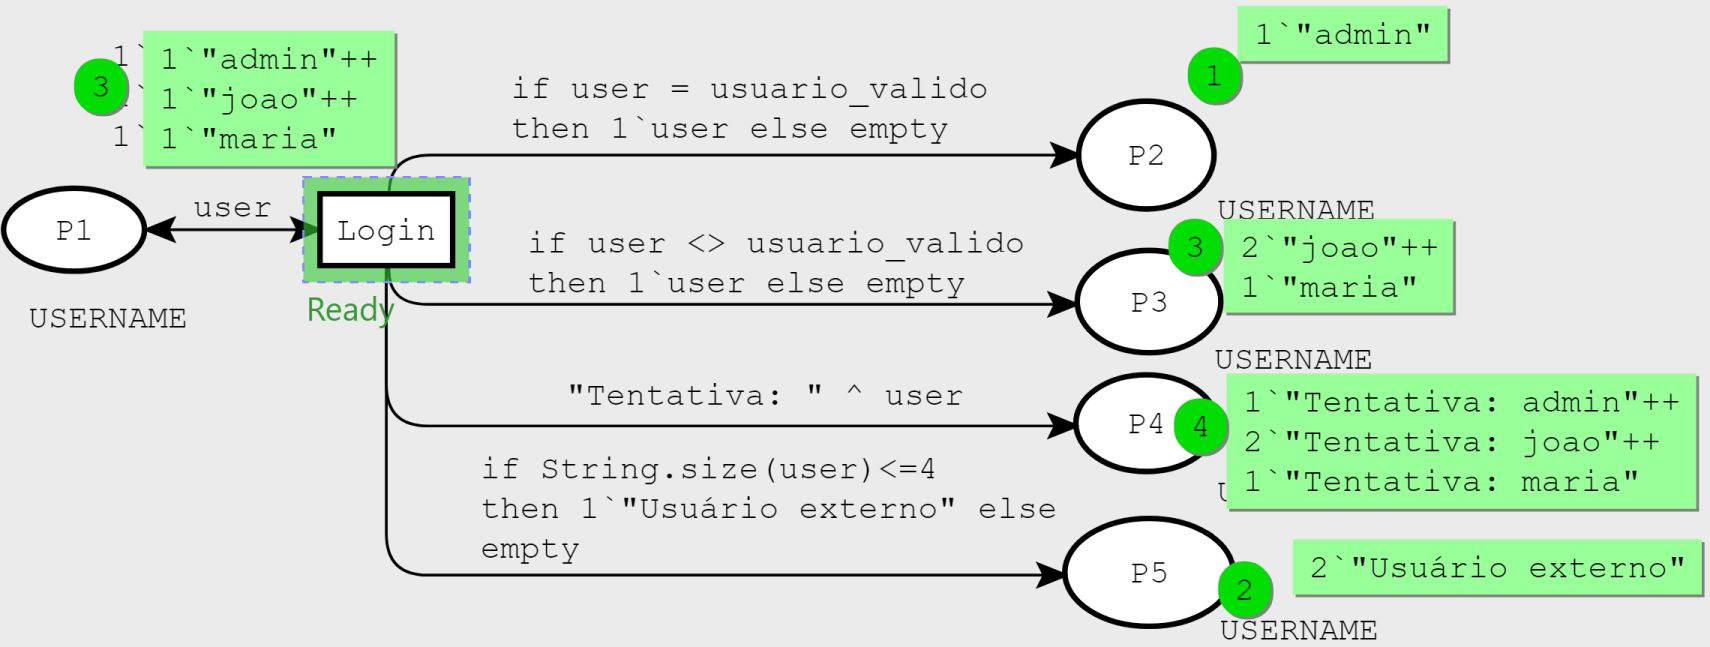 1`
1`
3
1`"admin"++
1`"joao"++
1`"maria"
P1
user
USERNAME
Login
Ready
if user = usuario_valido
then 1`user else empty
1`"admin"
1
P2
USERNAME
if user <> usuario_valido
then 1`user else empty
3
2`"joao"++
1`"maria"
P3
USERNAME
"Tentativa: " ^ user
P4
4
1`"Tentativa: admin"++
2`"Tentativa: joao"++
1`"Tentativa: maria"
if String.size(user)<=4
then 1`"Usuário externo" else
empty
P5
2
2`"Usuário externo"
USERNAME